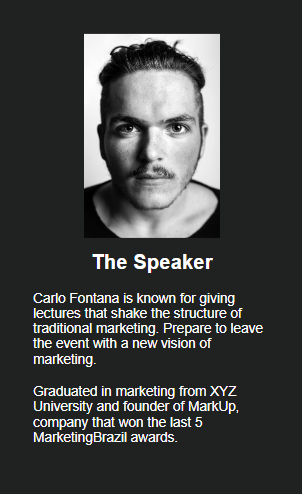 The Speaker
Carlo Fontana is known for giving
lectures that shake the structure of
traditional marketing. Prepare to leave
the event with a new vision of
marketing.
Graduated in marketing from XYZ
University and founder of MarkUp,
company that won the last 5
MarketingBrazil awards.